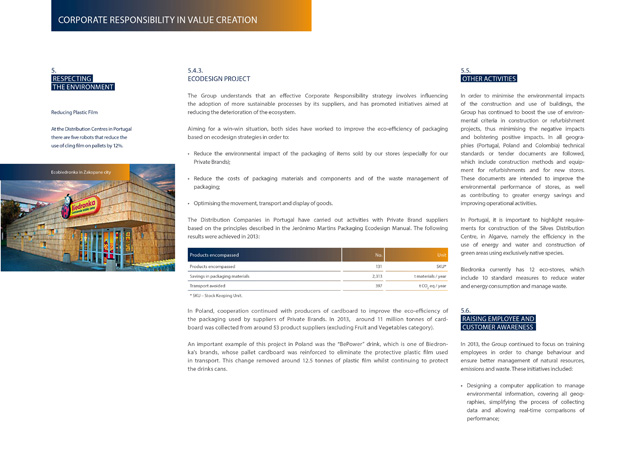 CORPORATE RESPONSIBILITY IN VALUE CREATION
5.
RESPECTING
THE ENVIRONMENT
Reducing Plastic Film
At the Distribution Centres in Portugal
there are five robots that reduce the
use of cling film on pallets by 12%.
Ecobiedronka in Zakopane city
Biedronka
5.4.3.
ECODESIGN PROJECT
The Group understands that an effective Corporate Responsibility strategy involves influencing
the adoption of more sustainable processes by its suppliers, and has promoted initiatives aimed at
reducing the deterioration of the ecosystem.
Aiming for a win-win situation, both sides have worked to improve the eco-efficiency of packaging
based on ecodesign strategies in order to:
• Reduce the environmental impact of the packaging of items sold by our stores (especially for our
Private Brands);
• Reduce the costs of packaging materials and components and of the waste management of
packaging;
• Optimising the movement, transport and display of goods.
The Distribution Companies in Portugal have carried out activities with Private Brand suppliers
based on the principles described in the Jerónimo Martins Packaging Ecodesign Manual. The following
results were achieved in 2013:
Products encompassed No. Unit
Products encompassed 131 SKU*
Savings in packaging materials 2,313 t materials / year
Transport avoided 397 t CO2 eq / year
* SKU - Stock Keeping Unit.
In Poland, cooperation continued with producers of cardboard to improve the eco-efficiency of
the packaging used by suppliers of Private Brands. In 2013, around 11 million tonnes of card-
board was collected from around 53 product suppliers (excluding Fruit and Vegetables category).
An important example of this project in Poland was the "BePower" drink, which is one of Biedron-
ka's brands, whose pallet cardboard was reinforced to eliminate the protective plastic film used
in transport. This change removed around 12.5 tonnes of plastic film whilst continuing to protect
the drinks cans.
5.5.
OTHER ACTIVITIES
In order to minimise the environmental impacts
of the construction and use of buildings, the
Group has continued to boost the use of environ-
mental criteria in construction or refurbishment
projects, thus minimising the negative impacts
and bolstering positive impacts. In all geogra-
phies (Portugal, Poland and Colombia) technical
standards or tender documents are followed,
which include construction methods and equip-
ment for refurbishments and for new stores.
These documents are intended to improve the
environmental performance of stores, as well
as contributing to greater energy savings and
improving operational activities.
In Portugal, it is important to highlight require-
ments for construction of the Silves Distribution
Centre, in Algarve, namely the efficiency in the
use of energy and water and construction of
green areas using exclusively native species.
Biedronka currently has 12 eco-stores, which
include 10 standard measures to reduce water
and energy consumption and manage waste.
5.6.
RAISING EMPLOYEE AND
CUSTOMER AWARENESS
In 2013, the Group continued to focus on training
employees in order to change behaviour and
ensure better management of natural resources,
emissions and waste. These initiatives included:
• Designing a computer application to manage
environmental information, covering all geog-
raphies, simplifying the process of collecting
data and allowing real-time comparisons of
performance;